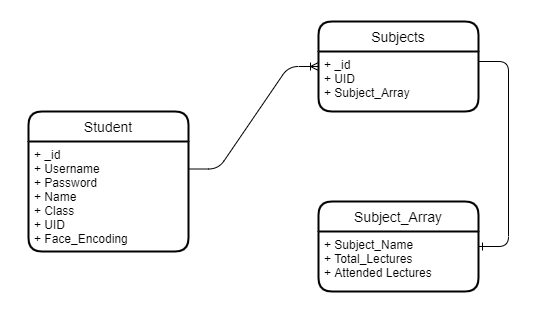 Subjects
+ _id
+ UID
+ Subject_Array
Student
+ _id
+ Username
+ Password
+ Name
+ Class
+ UID
+ Face_Encoding
Subject_Array
+ Subject_Name
+ Total_Lectures
+ Attended Lectures